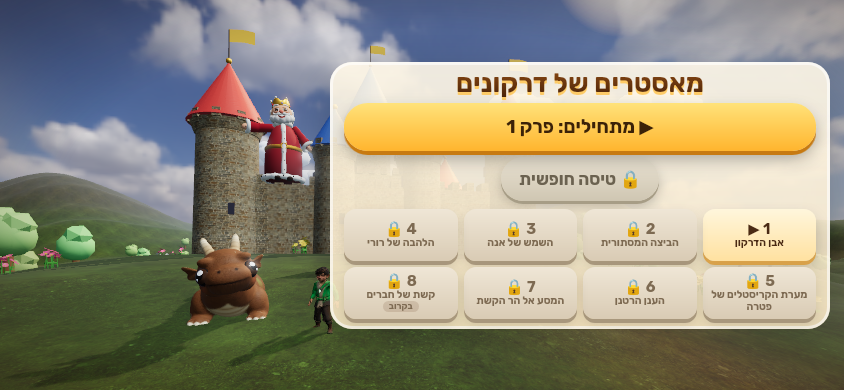 מאסטרים של דרקונים
▶ מתחילים: פרק 1
🔒 טיסה חופשית
1 ▶
אבן הדרקון
2 🔒
הביצה המסתורית
3 🔒
השמש של אנה
4 🔒
הלהבה של רורי
5 🔒
מערת הקריסטלים של
פטרה
6 🔒
הענן הרטנן
7 🔒
המסע אל הר הקשת
8 🔒
קשת של חברים
בקרוב